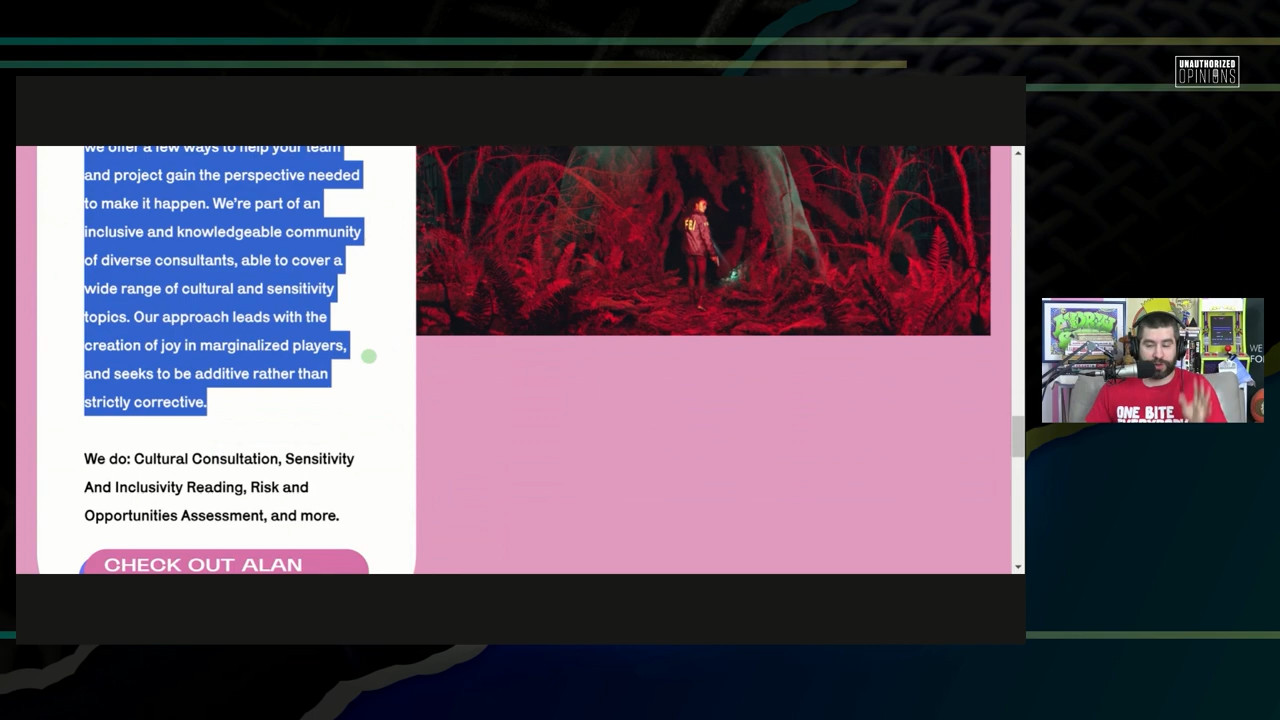 UNAUTHORIZED
OPINIONS
we offer a few ways to help your team
and project gain the perspective needed
to make it happen. We're part of an
inclusive and knowledgeable community
of diverse consultants, able to cover a
wide range of cultural and sensitivity
topics. Our approach leads with the
creation of joy in marginalized players,
and seeks to be additive rather than
strictly corrective.
We do: Cultural Consultation, Sensitivity
And Inclusivity Reading, Risk and
Opportunities Assessment, and more.
CHECK OUT ALAN
FBI
WE
ONE BITE